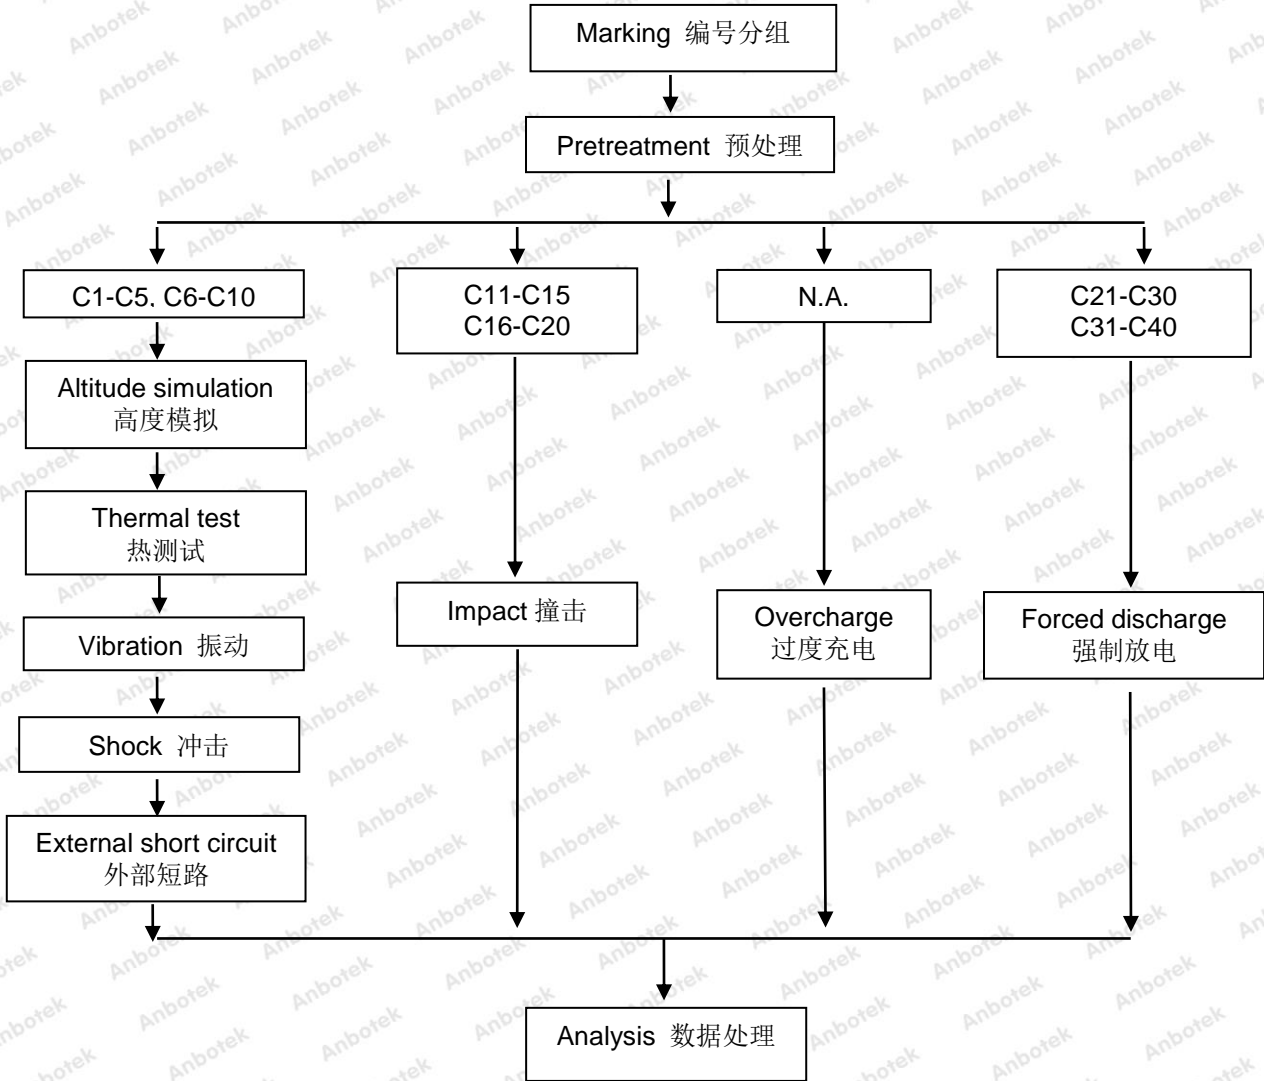 Marking 编号分组
Pretreatment 预处理
C1-C5, C6-C10
C11-C15
C16-C20
N.A.
C21-C30
C31-C40
Altitude simulation
高度模拟
Thermal test
热测试
Vibration 振动
Shock 冲击
External short circuit
外部短路
Impact 撞击
Overcharge
过度充电
Forced discharge
强制放电
Analysis 数据处理
Anbotek